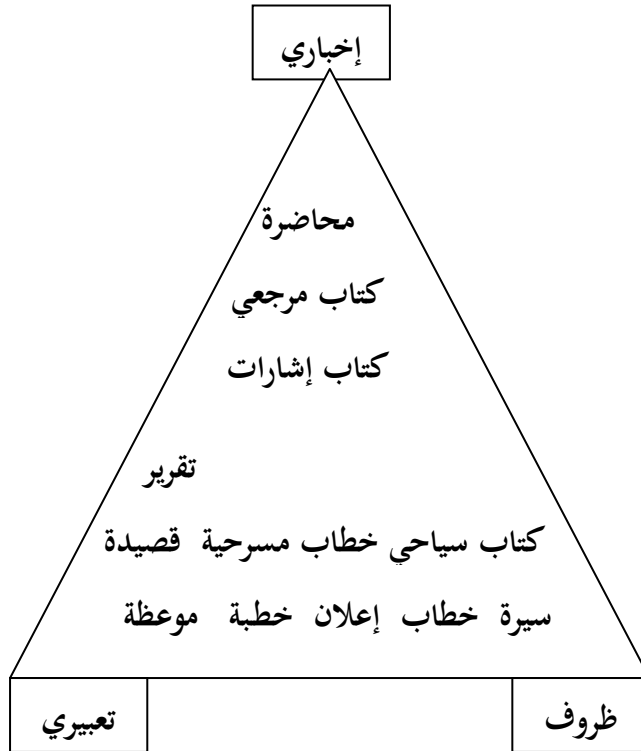 إخباري
محاضرة
كتاب مرجعي
كتاب إشارات
تقرير
كتاب سياحي خطاب مسرحية قصيدة
سيرة خطاب إعلان خطبة موعظة
ظروف
تعبيري